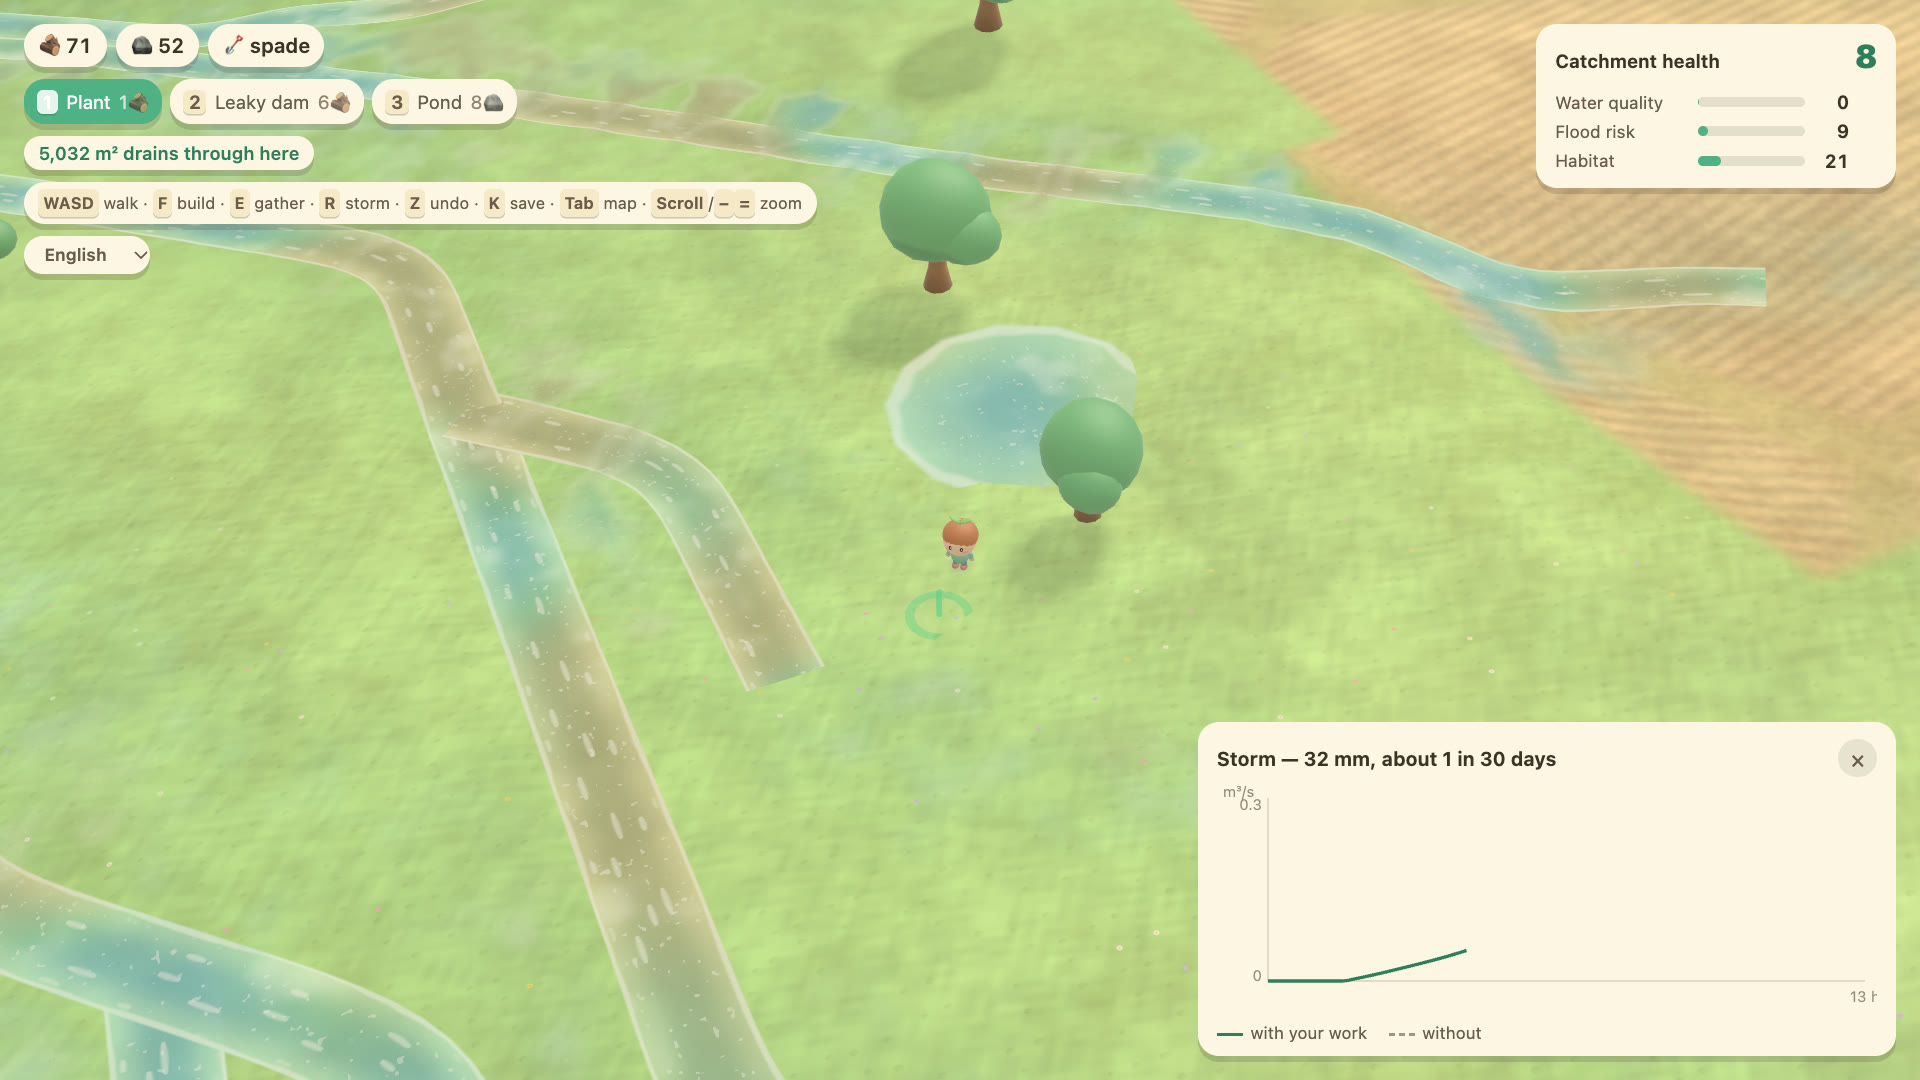 71 52 spade
1 Plant 1 2 Leaky dam 6 3 Pond 8
5,032 m² drains through here
WASD walk · F build · E gather · R storm · Z undo · K save · Tab map · Scroll / − = zoom
English
Catchment health 8
Water quality 0
Flood risk 9
Habitat 21
Storm — 32 mm, about 1 in 30 days ×
m³/s
0.3
0
13 h
with your work without